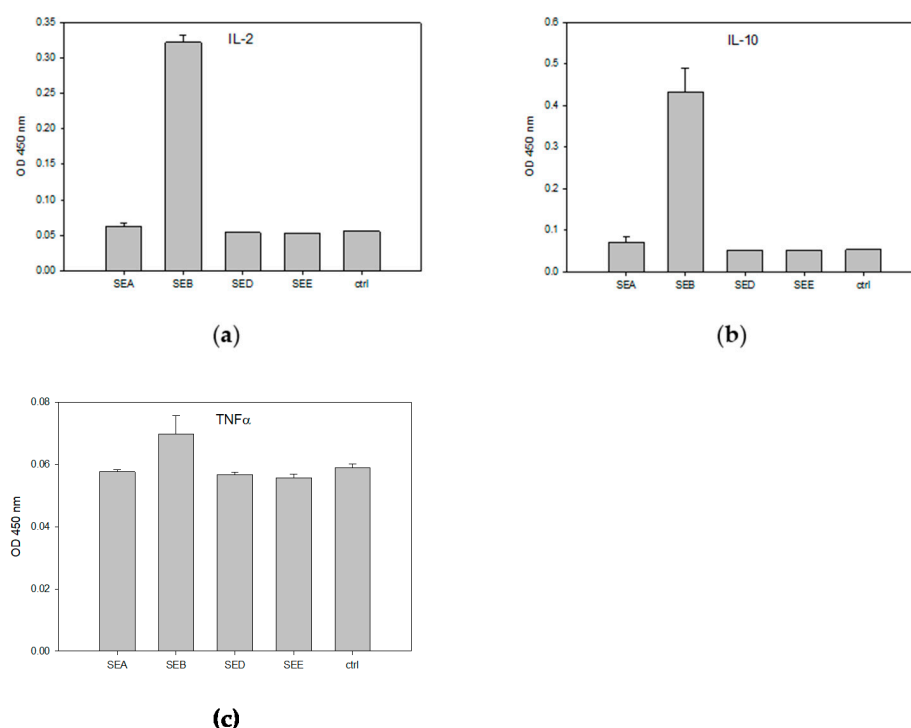 IL-2
OD 450 nm
0.35
0.30
0.25
0.20
0.15
0.10
0.05
0.00
SEA SEB SED SEE ctrl
(a)
IL-10
OD 450 nm
0.6
0.5
0.4
0.3
0.2
0.1
0.0
SEA SEB SED SEE ctrl
(b)
TNFα
OD 450 nm
0.08
0.06
0.04
0.02
0.00
SEA SEB SED SEE ctrl
(c)